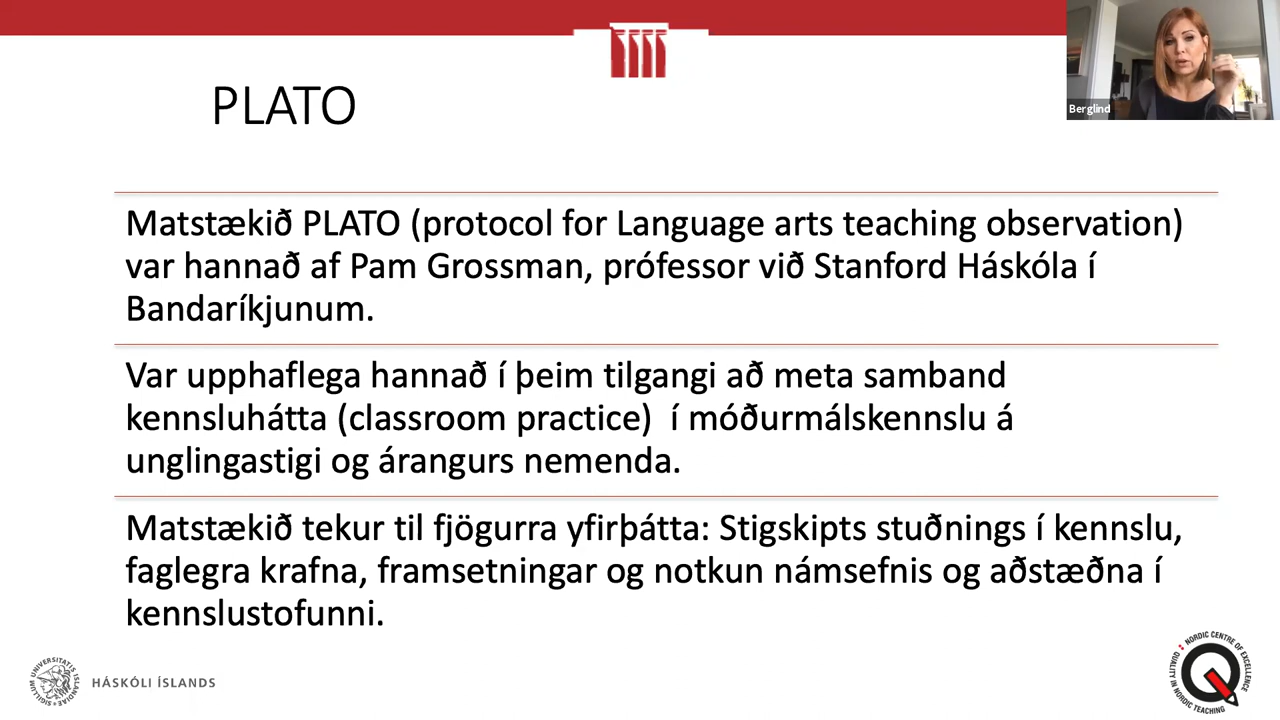 PLATO
Berglind
Matstækið PLATO (protocol for Language arts teaching observation)
var hannað af Pam Grossman, prófessor við Stanford Háskóla í
Bandaríkjunum.
Var upphaflega hannað í þeim tilgangi að meta samband
kennsluhátta (classroom practice) í móðurmálskennslu á
unglingastigi og árangurs nemenda.
Matstækið tekur til fjögurra yfirþátta: Stigskipts stuðnings í kennslu,
faglegra krafna, framsetningar og notkun námsefnis og aðstæðna í
kennslustofunni.
SIGILLUM UNIVERSITATIS ISLANDIAE
HÁSKÓLI ÍSLANDS
QUALITY IN NORDIC TEACHING
NORDIC CENTRE OF EXCELLENCE